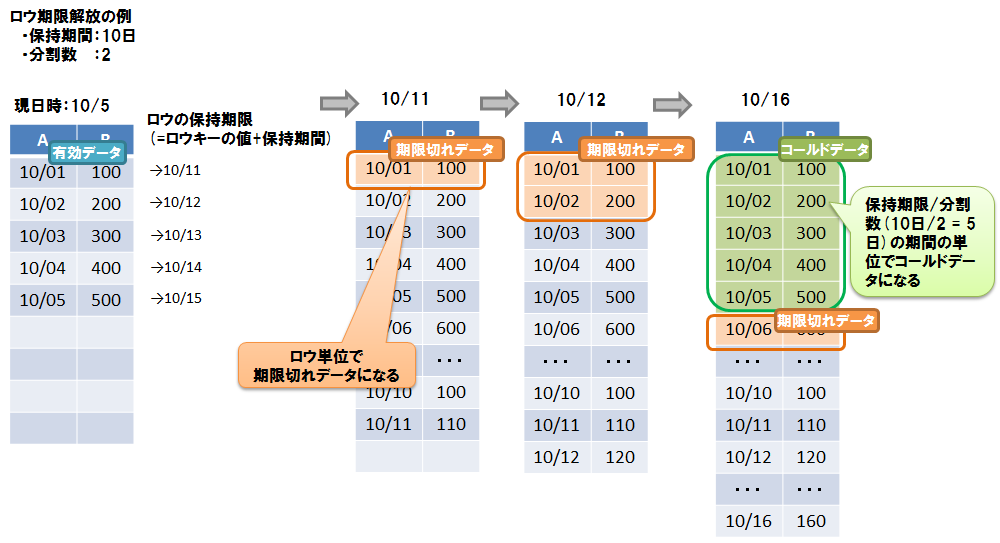 ロウ期限解放の例
・保持期間:10日
・分割数 :2
現日時:10/5
ロウの保持期限
(=ロウキーの値+保持期間)
A B
有効データ
10/01 100 →10/11
10/02 200 →10/12
10/03 300 →10/13
10/04 400 →10/14
10/05 500 →10/15
10/11
A B
期限切れデータ
10/01 100
10/02 200
10/03 300
10/04 400
10/05 500
10/06 600
・・・
10/10 100
10/11 110
ロウ単位で
期限切れデータになる
10/12
A B
期限切れデータ
10/01 100
10/02 200
10/03 300
10/04 400
10/05 500
10/06 600
・・・ ・・・
10/10 100
10/11 110
10/12 120
10/16
A B
コールドデータ
10/01 100
10/02 200
10/03 300
10/04 400
10/05 500
期限切れデータ
10/06 600
・・・ ・・・
10/10 100
10/11 110
10/12 120
・・・ ・・・
10/16 160
保持期限/分割
数(10日/2 = 5
日)の期間の単
位でコールドデー
タになる